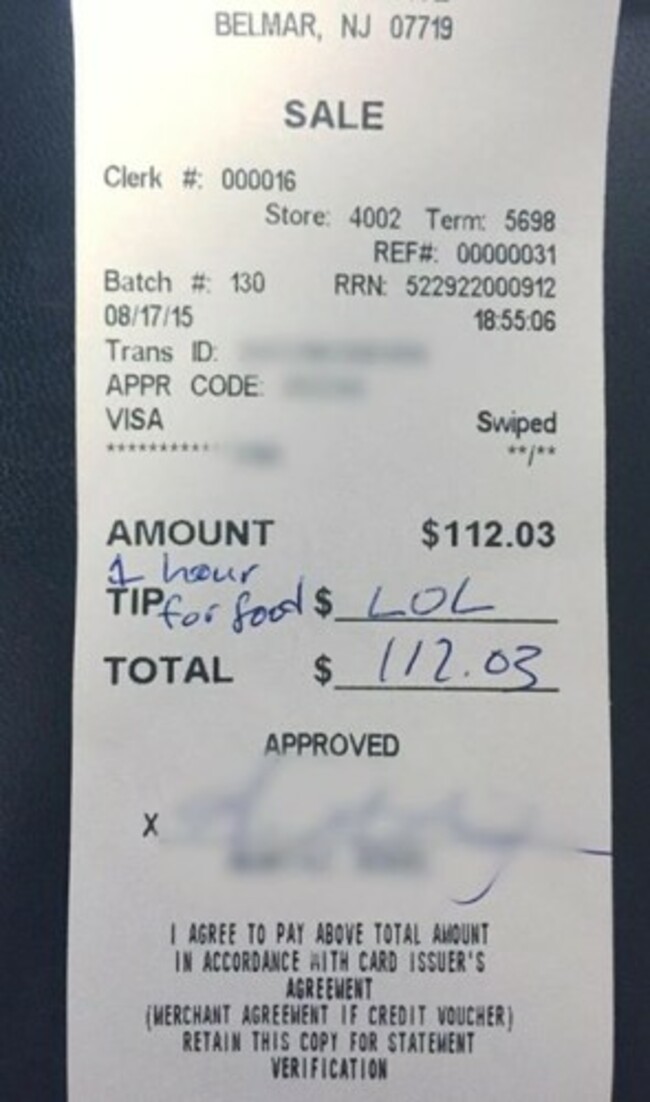 BELMAR, NJ 07719
SALE
Clerk #: 000016
Store: 4002 Term: 5698
REF#: 00000031
Batch #: 130 RRN: 522922000912
08/17/15 18:55:06
Trans ID:
APPR CODE:
VISA Swiped
*********** **/**
AMOUNT $112.03
1 hour
TIP for food $ LOL
TOTAL $ 112.03
APPROVED
X
I AGREE TO PAY ABOVE TOTAL AMOUNT
IN ACCORDANCE WITH CARD ISSUER'S
AGREEMENT
(MERCHANT AGREEMENT IF CREDIT VOUCHER)
RETAIN THIS COPY FOR STATEMENT
VERIFICATION